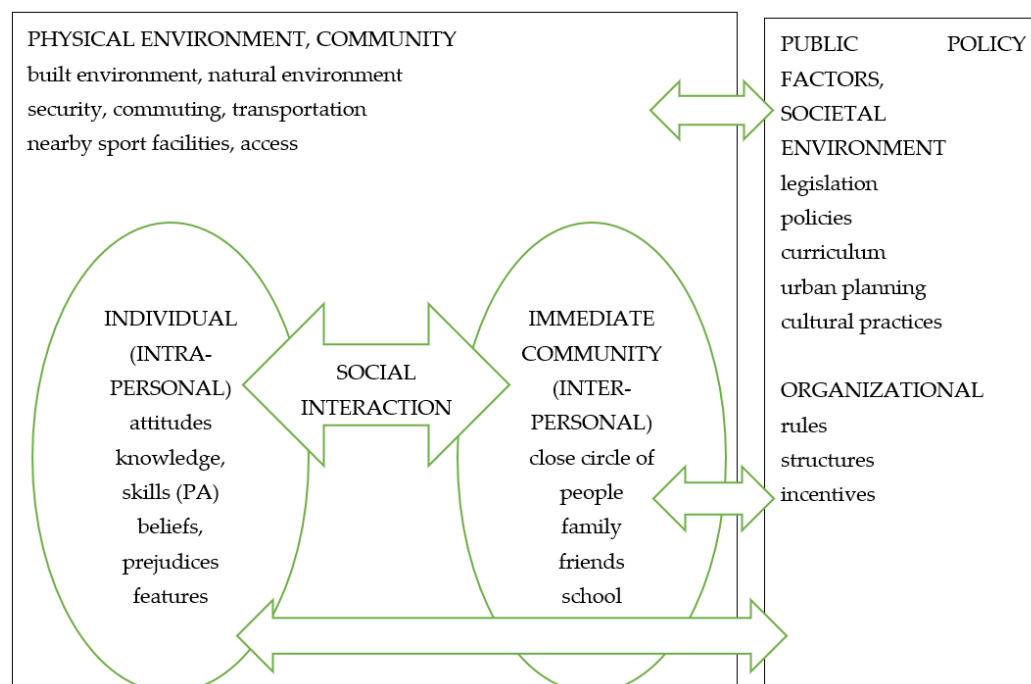 PHYSICAL ENVIRONMENT, COMMUNITY
built environment, natural environment
security, commuting, transportation
nearby sport facilities, access
INDIVIDUAL
(INTRA-
PERSONAL)
attitudes
knowledge,
skills (PA)
beliefs,
prejudices
features
SOCIAL
INTERACTION
IMMEDIATE
COMMUNITY
(INTER-
PERSONAL)
close circle of
people
family
friends
school
PUBLIC POLICY
FACTORS,
SOCIETAL
ENVIRONMENT
legislation
policies
curriculum
urban planning
cultural practices
ORGANIZATIONAL
rules
structures
incentives